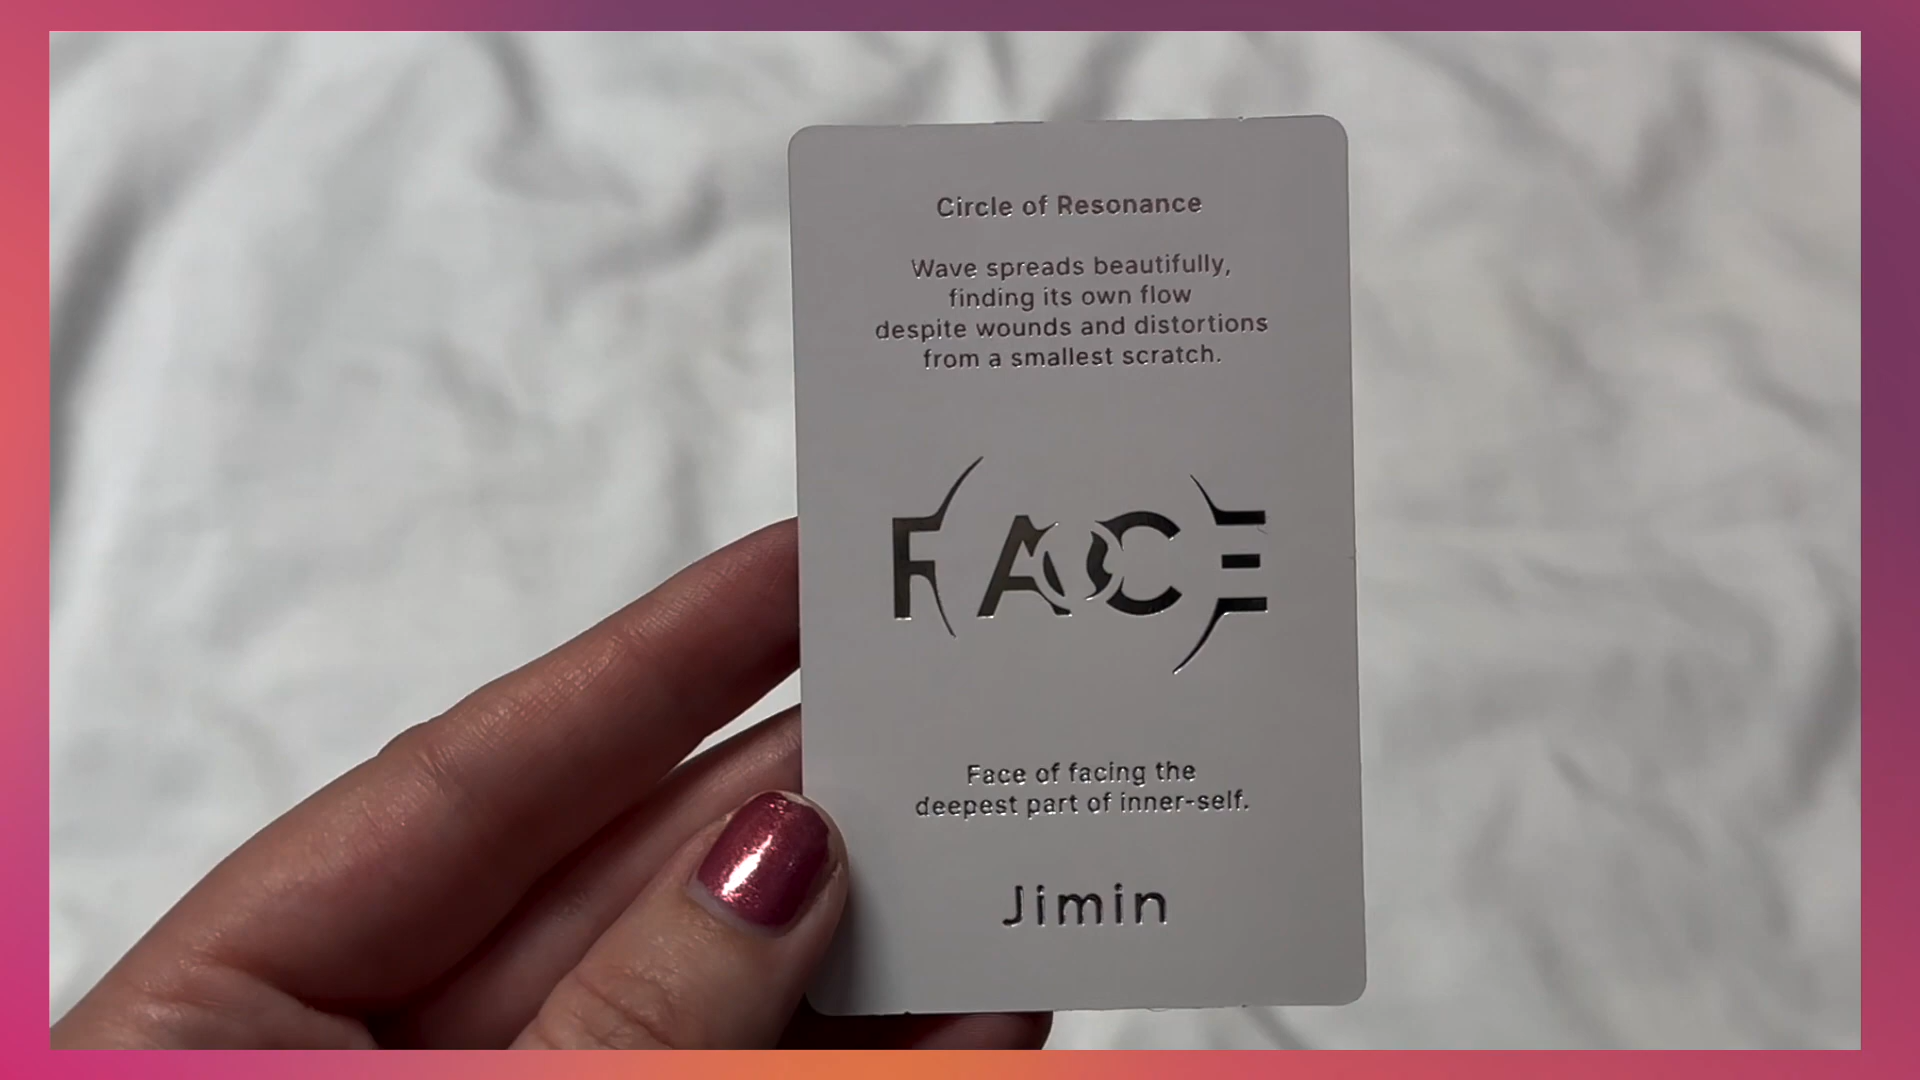 Circle of Resonance
Wave spreads beautifully,
finding its own flow
despite wounds and distortions
from a smallest scratch.
FACE
Face of facing the
deepest part of inner-self.
Jimin